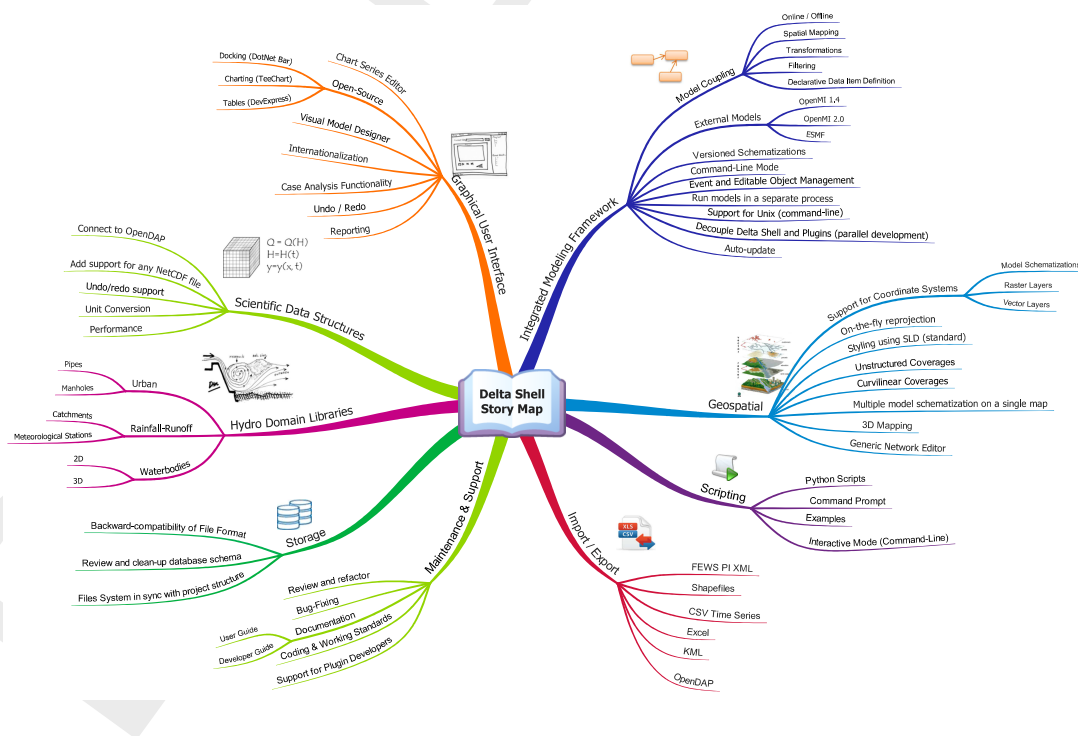 Delta Shell
Story Map
Integrated Modeling Framework
Model Coupling
Online / Offline
Spatial Mapping
Transformations
Filtering
Declarative Data Item Definition
External Models
OpenMI 1.4
OpenMI 2.0
ESMF
Versioned Schematizations
Command-Line Mode
Event and Editable Object Management
Run models in a separate process
Support for Unix (command-line)
Decouple Delta Shell and Plugins (parallel development)
Auto-update
Geospatial
Support for Coordinate Systems
Model Schematizations
Raster Layers
Vector Layers
On-the-fly reprojection
Styling using SLD (standard)
Unstructured Coverages
Curvilinear Coverages
Multiple model schematization on a single map
3D Mapping
Generic Network Editor
Scripting
Python Scripts
Command Prompt
Examples
Interactive Mode (Command-Line)
Import / Export
XLS
CSV
FEWS PI XML
Shapefiles
CSV Time Series
Excel
KML
OpenDAP
Maintenance & Support
Review and refactor
Bug-Fixing
Documentation
User Guide
Developer Guide
Coding & Working Standards
Support for Plugin Developers
Storage
Backward-compatibility of File Format
Review and clean-up database schema
Files System in sync with project structure
Hydro Domain Libraries
Urban
Pipes
Manholes
Rainfall-Runoff
Catchments
Meteorological Stations
Waterbodies
2D
3D
Scientific Data Structures
Q = Q(H)
H=H(t)
y=y(x,t)
Connect to OpenDAP
Add support for any NetCDF file
Undo/redo support
Unit Conversion
Performance
Graphical User Interface
Chart Series Editor
Open-Source
Docking (DotNet Bar)
Charting (TeeChart)
Tables (DevExpress)
Visual Model Designer
Internationalization
Case Analysis Functionality
Undo / Redo
Reporting